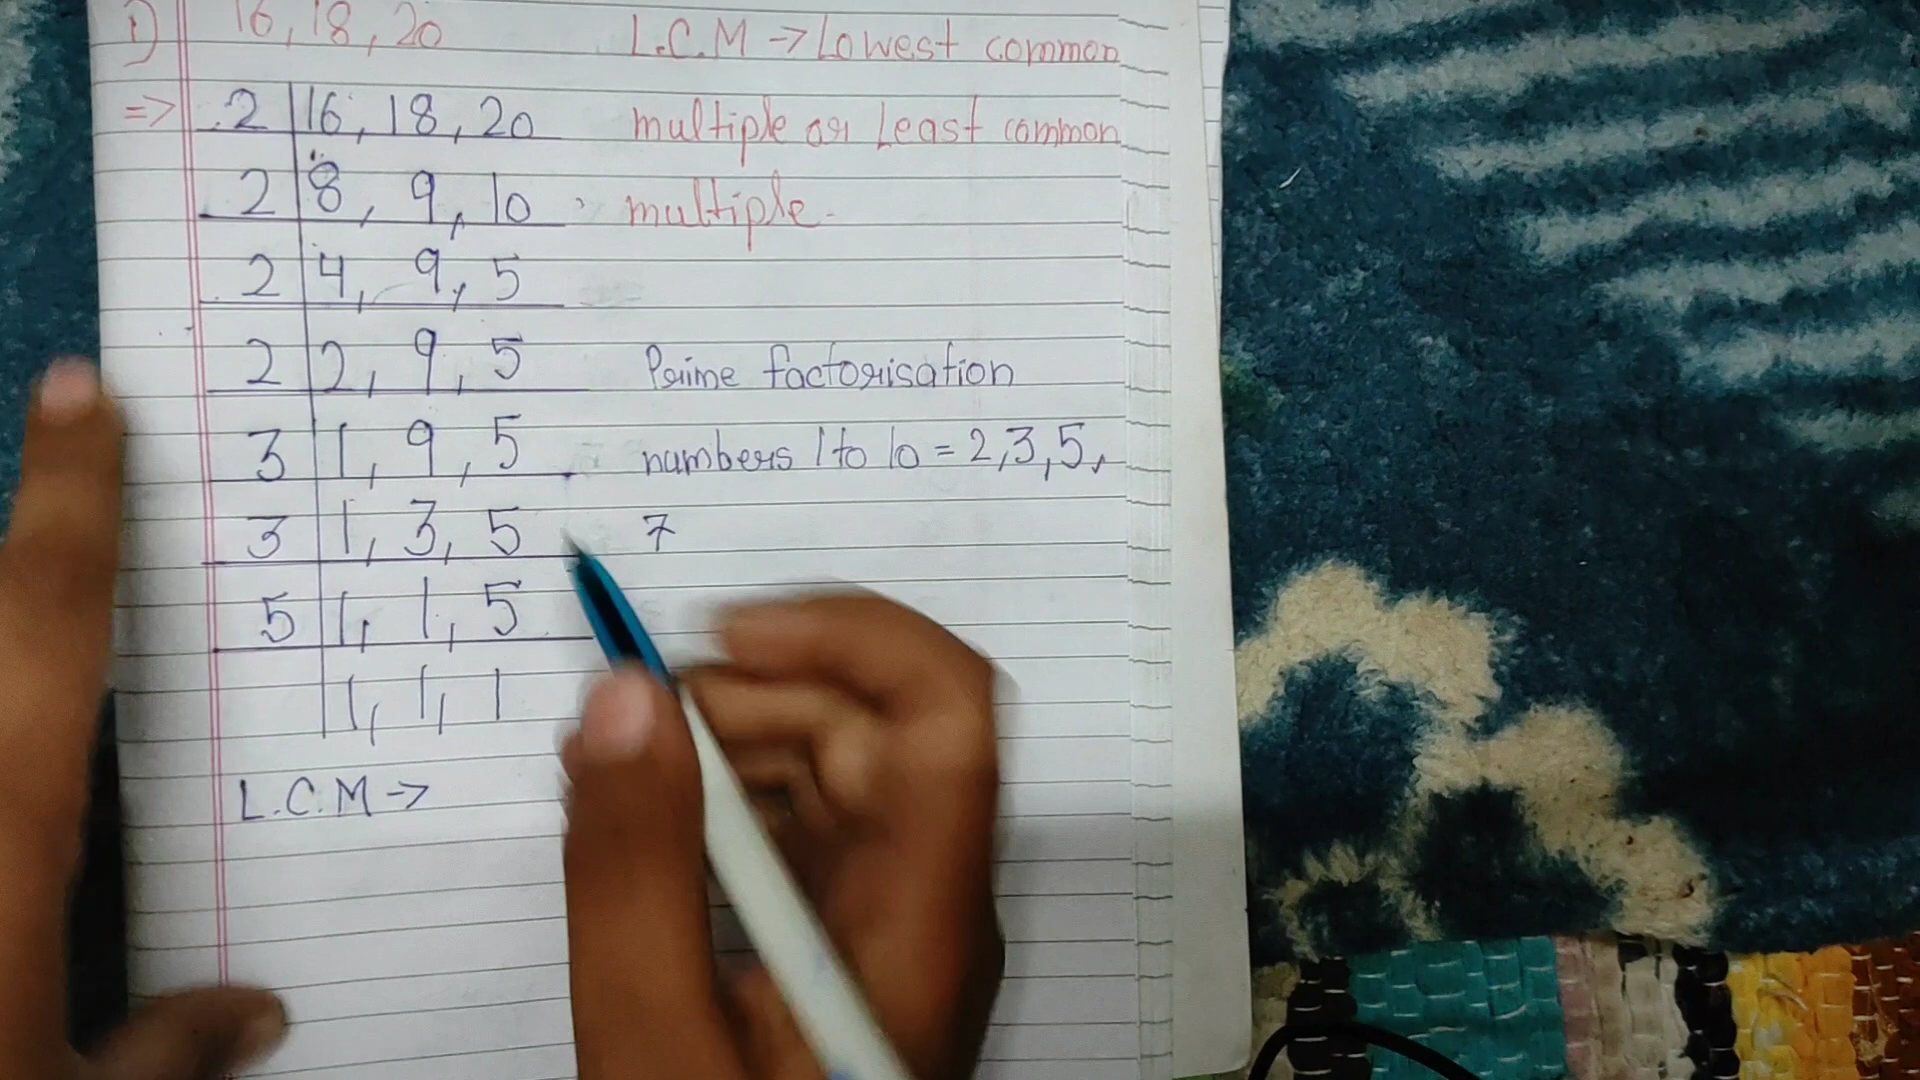 1) 16, 18, 20 L.C.M → Lowest common
=> 2 | 16, 18, 20 multiple or Least common
2 | 8, 9, 10 multiple.
2 | 4, 9, 5
2 | 2, 9, 5 Prime factorisation
3 | 1, 9, 5 numbers 1 to 10 = 2,3,5,
3 | 1, 3, 5 7
5 | 1, 1, 5
1, 1, 1
L.C.M →